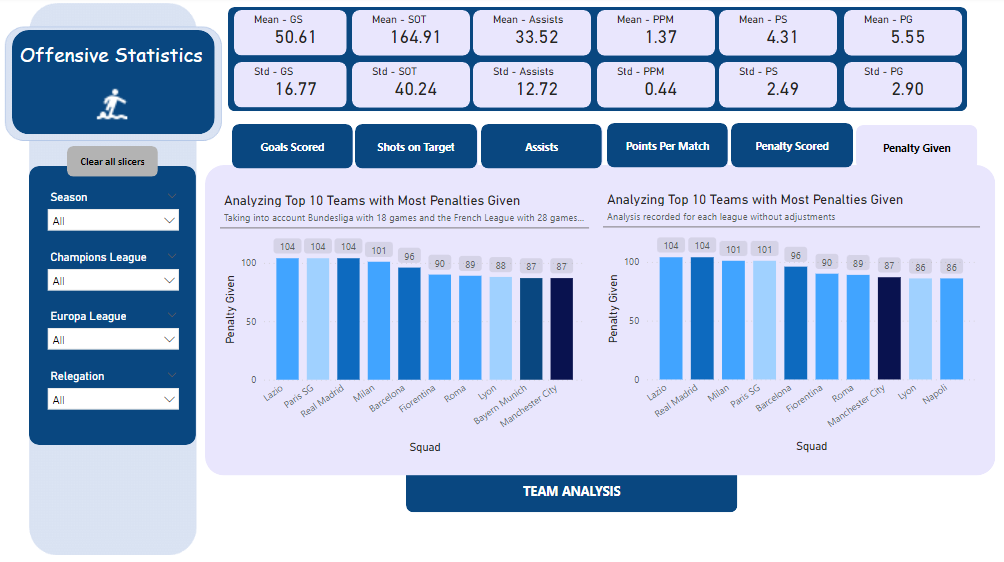 Offensive Statistics
Mean - GS
50.61
Mean - SOT
164.91
Mean - Assists
33.52
Mean - PPM
1.37
Mean - PS
4.31
Mean - PG
5.55
Std - GS
16.77
Std - SOT
40.24
Std - Assists
12.72
Std - PPM
0.44
Std - PS
2.49
Std - PG
2.90
Clear all slicers
Season
All
Champions League
All
Europa League
All
Relegation
All
Goals Scored
Shots on Target
Assists
Points Per Match
Penalty Scored
Penalty Given
Analyzing Top 10 Teams with Most Penalties Given
Taking into account Bundesliga with 18 games and the French League with 28 games...
Penalty Given
100
50
0
104
104
104
101
96
90
89
88
87
87
Lazio
Paris SG
Real Madrid
Milan
Barcelona
Fiorentina
Roma
Lyon
Bayern Munich
Manchester City
Squad
Analyzing Top 10 Teams with Most Penalties Given
Analysis recorded for each league without adjustments
Penalty Given
100
50
0
104
104
101
101
96
90
89
87
86
86
Lazio
Real Madrid
Milan
Paris SG
Barcelona
Fiorentina
Roma
Manchester City
Lyon
Napoli
Squad
TEAM ANALYSIS